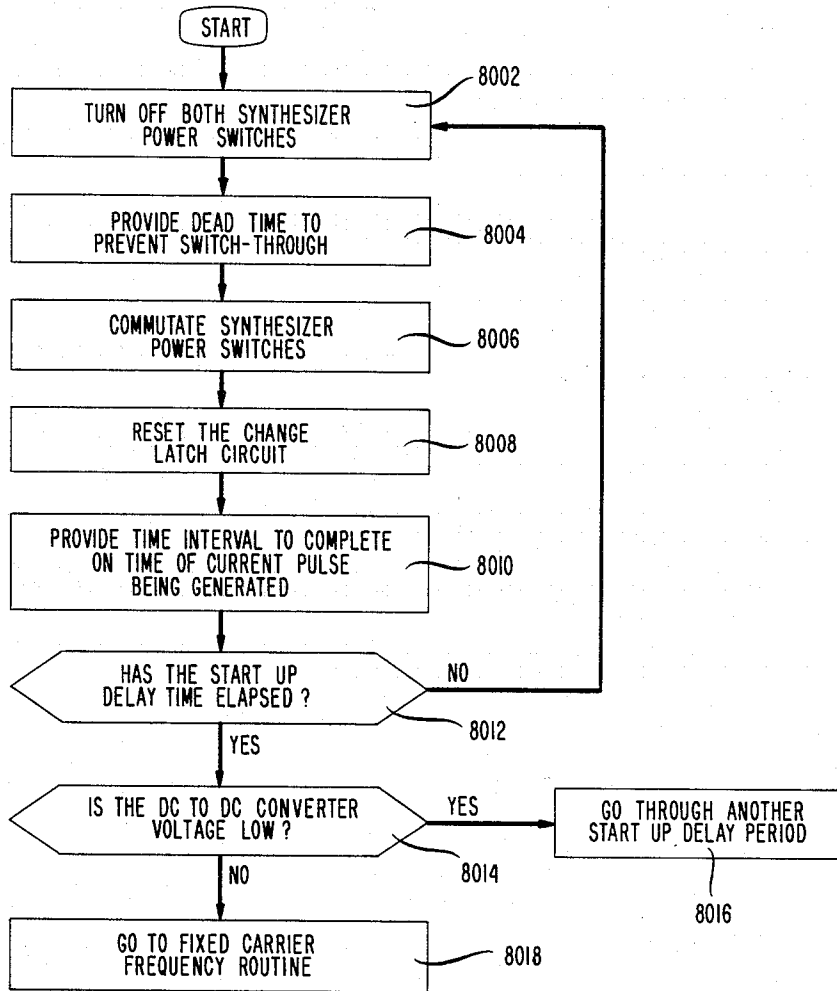 START
8002
TURN OFF BOTH SYNTHESIZER
POWER SWITCHES
PROVIDE DEAD TIME TO
PREVENT SWITCH-THROUGH
8004
COMMUTATE SYNTHESIZER
POWER SWITCHES
8006
RESET THE CHANGE
LATCH CIRCUIT
8008
PROVIDE TIME INTERVAL TO COMPLETE
ON TIME OF CURRENT PULSE
BEING GENERATED
8010
HAS THE START UP
DELAY TIME ELAPSED ?
NO
8012
YES
IS THE DC TO DC CONVERTER
VOLTAGE LOW ?
YES
8014
GO THROUGH ANOTHER
START UP DELAY PERIOD
8016
NO
GO TO FIXED CARRIER
FREQUENCY ROUTINE
8018